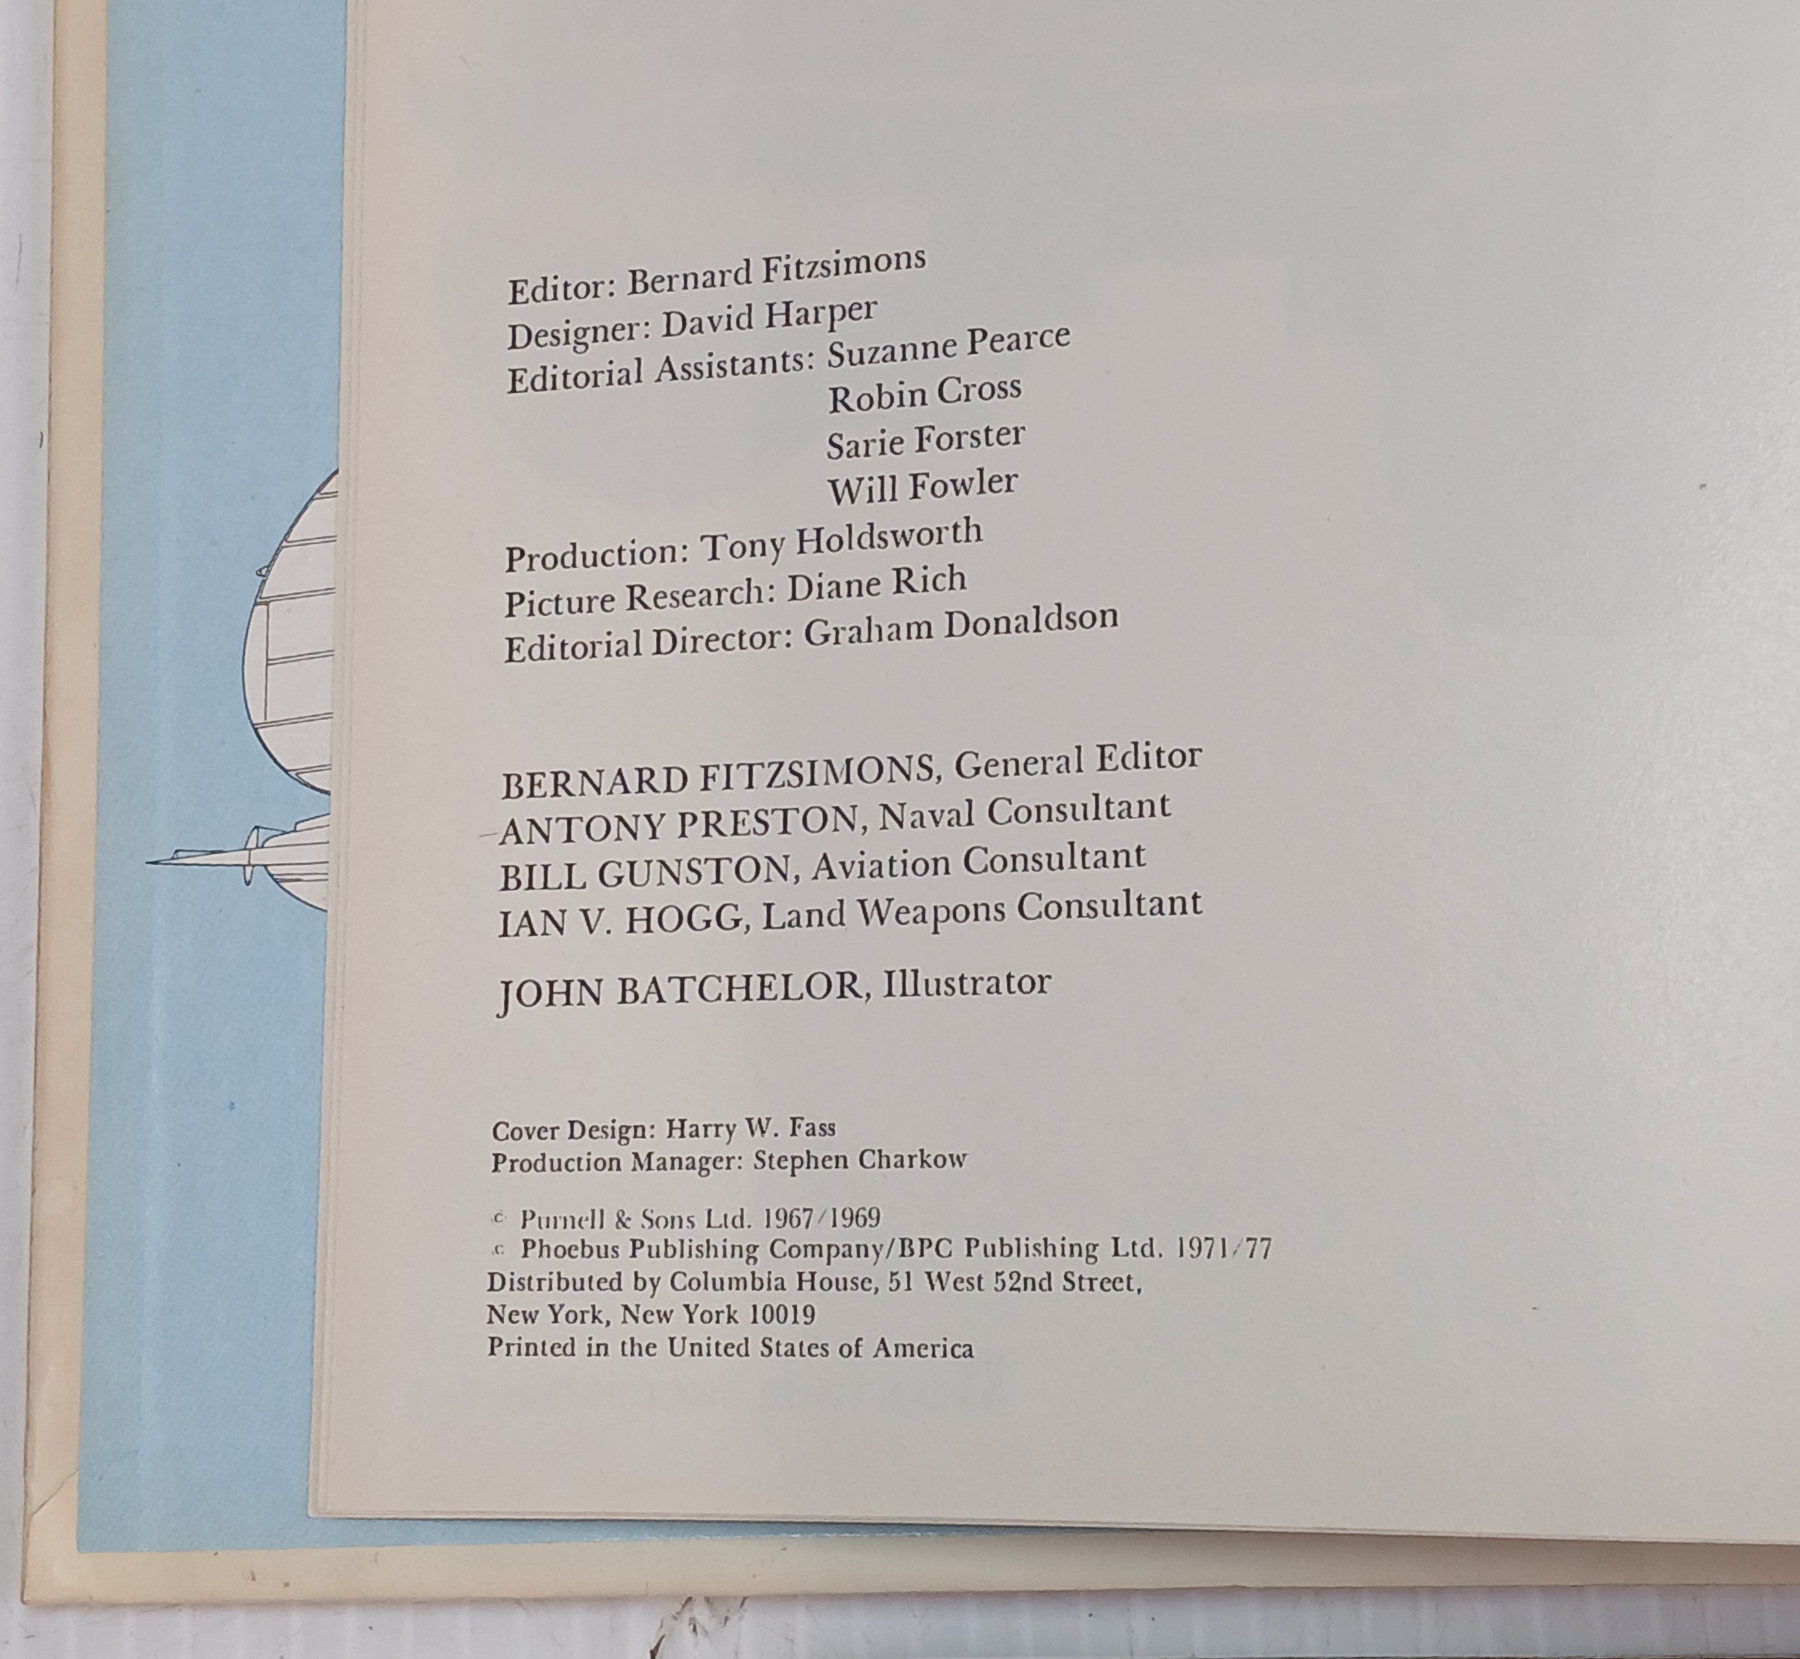 Editor: Bernard Fitzsimons
Designer: David Harper
Editorial Assistants: Suzanne Pearce
Robin Cross
Sarie Forster
Will Fowler
Production: Tony Holdsworth
Picture Research: Diane Rich
Editorial Director: Graham Donaldson
BERNARD FITZSIMONS, General Editor
ANTONY PRESTON, Naval Consultant
BILL GUNSTON, Aviation Consultant
IAN V. HOGG, Land Weapons Consultant
JOHN BATCHELOR, Illustrator
Cover Design: Harry W. Fass
Production Manager: Stephen Charkow
© Purnell & Sons Ltd. 1967/1969
© Phoebus Publishing Company/BPC Publishing Ltd. 1971/77
Distributed by Columbia House, 51 West 52nd Street,
New York, New York 10019
Printed in the United States of America